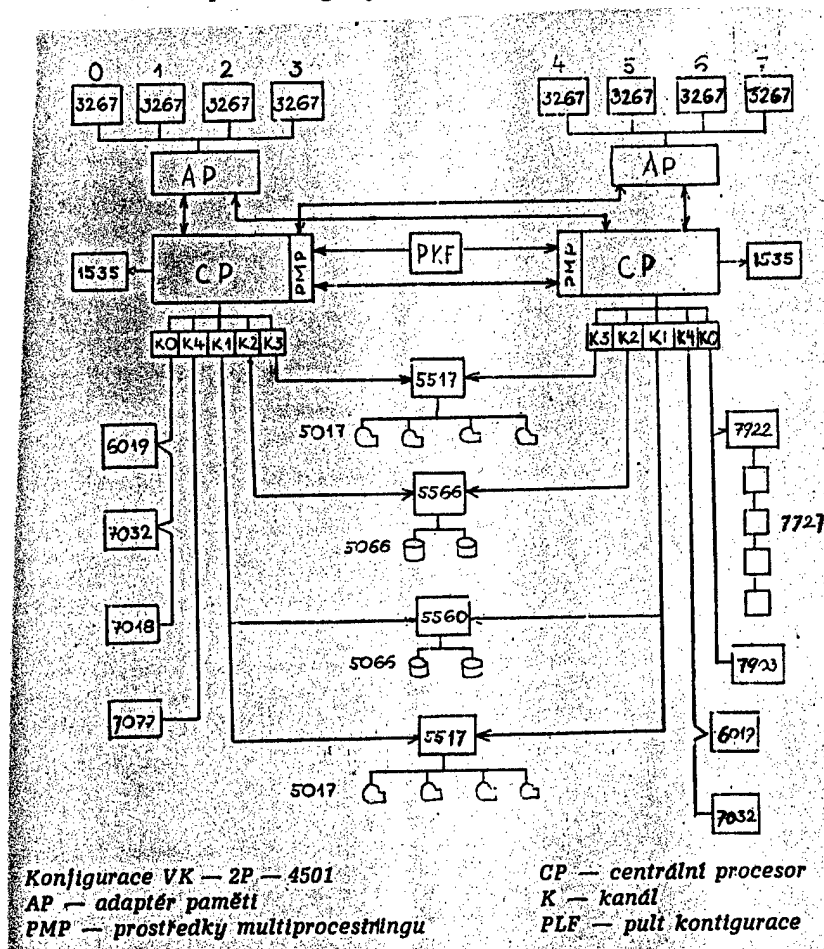 0 1 2 3 4 5 6 7
3267 3267 3267 3267 3267 3267 3267 3267
AP AP
1535 CP PMP PKF PMP CP 1535
K0 K4 K1 K2 K3 K3 K2 K1 K4 K0
5517
6019 5017 7922
5566
7032 5066 7727
5560
7018 5066 7903
7077 5517 6019
5017 7032
Konfigurace VK — 2P — 4501
AP — adaptér paměti
PMP — prostředky multiprocestringu
CP — centrální procesor
K — kanál
PLF — pult kontigurace